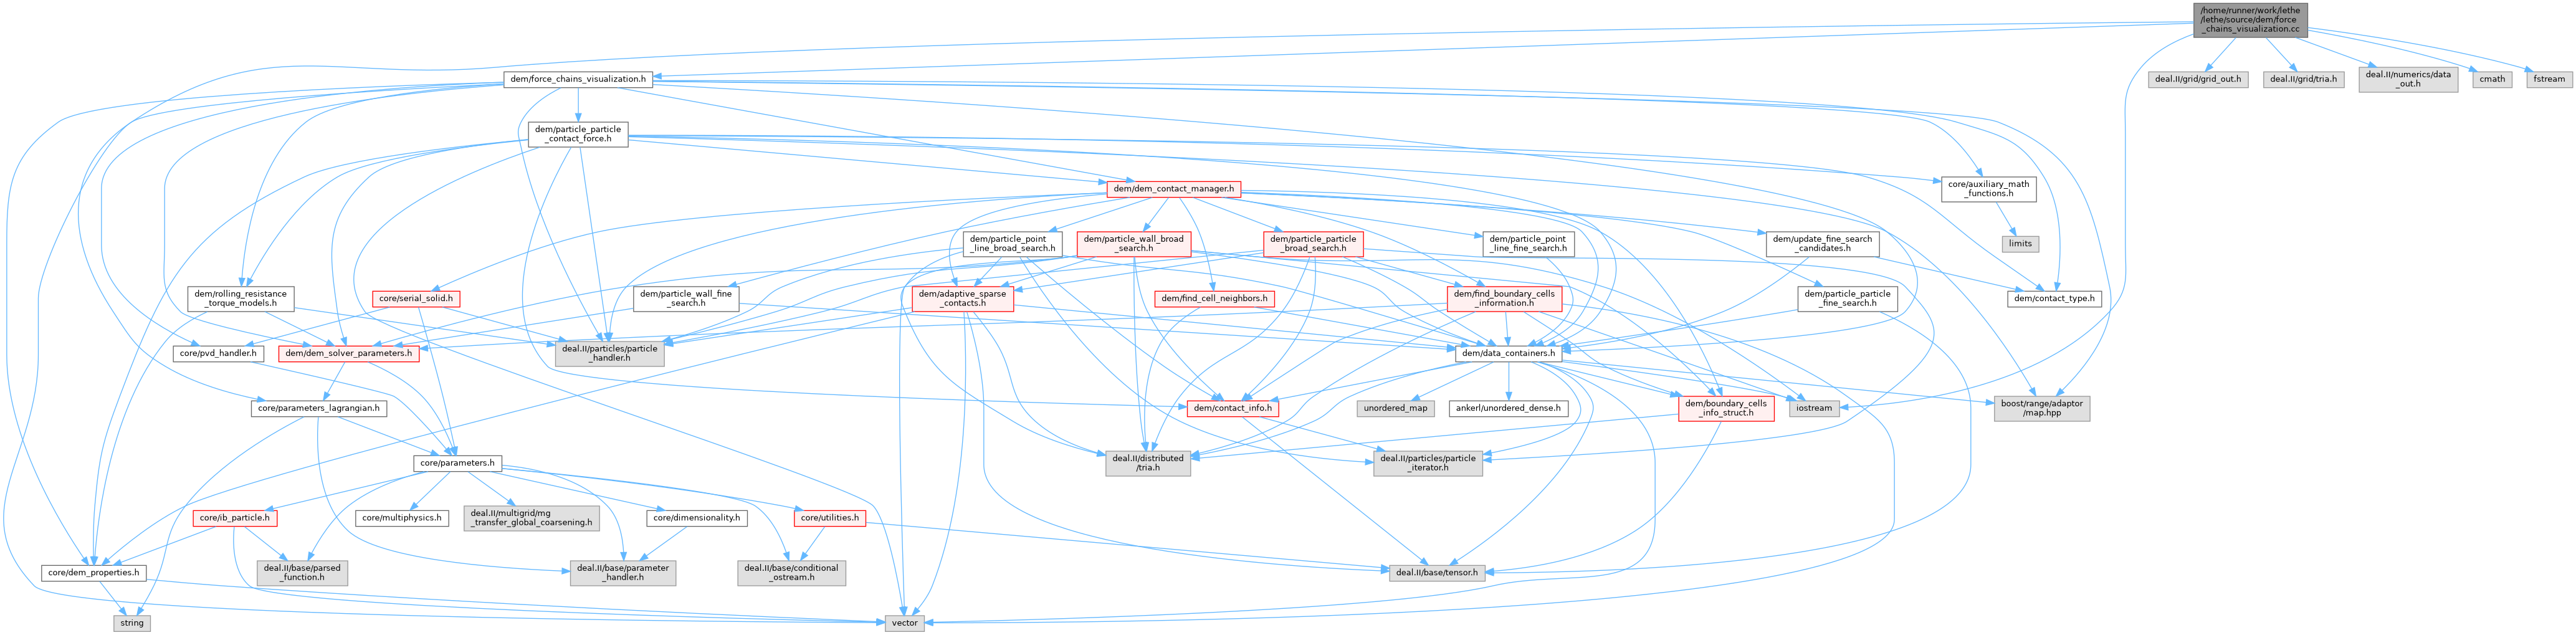 /home/runner/work/lethe
/lethe/source/dem/force
_chains_visualization.cc
dem/force_chains_visualization.h
deal.II/grid/grid_out.h
deal.II/grid/tria.h
deal.II/numerics/data
_out.h
cmath
fstream
dem/particle_particle
_contact_force.h
dem/dem_contact_manager.h
core/auxiliary_math
_functions.h
dem/particle_point
_line_broad_search.h
dem/particle_wall_broad
_search.h
dem/particle_particle
_broad_search.h
dem/particle_point
_line_fine_search.h
dem/update_fine_search
_candidates.h
limits
dem/rolling_resistance
_torque_models.h
core/serial_solid.h
dem/particle_wall_fine
_search.h
dem/adaptive_sparse
_contacts.h
dem/find_cell_neighbors.h
dem/find_boundary_cells
_information.h
dem/particle_particle
_fine_search.h
dem/contact_type.h
core/pvd_handler.h
dem/dem_solver_parameters.h
deal.II/particles/particle
_handler.h
dem/data_containers.h
core/parameters_lagrangian.h
dem/contact_info.h
unordered_map
ankerl/unordered_dense.h
dem/boundary_cells
_info_struct.h
iostream
boost/range/adaptor
/map.hpp
core/parameters.h
deal.II/distributed
/tria.h
deal.II/particles/particle
_iterator.h
core/ib_particle.h
core/multiphysics.h
deal.II/multigrid/mg
_transfer_global_coarsening.h
core/dimensionality.h
core/utilities.h
core/dem_properties.h
deal.II/base/parsed
_function.h
deal.II/base/parameter
_handler.h
deal.II/base/conditional
_ostream.h
deal.II/base/tensor.h
string
vector